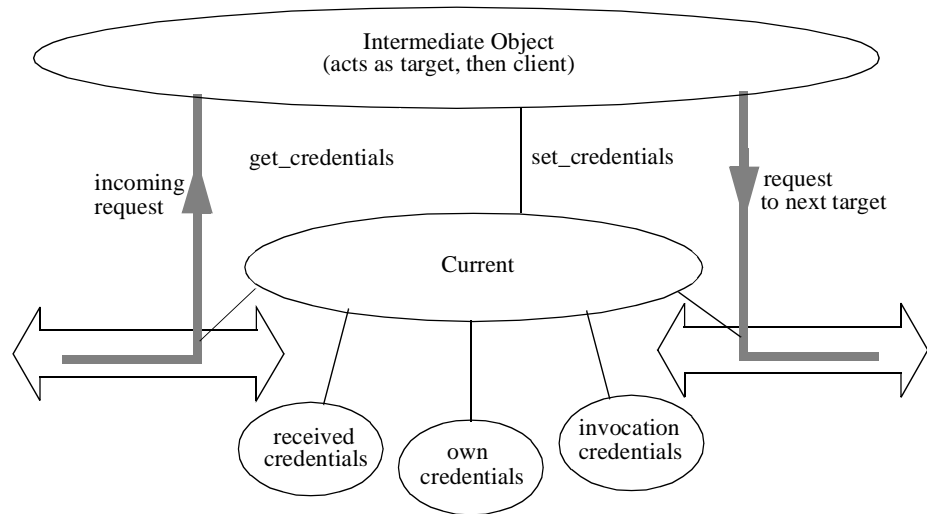 Intermediate Object
(acts as target, then client)
get_credentials
set_credentials
incoming
request
request
to next target
Current
received
credentials
own
credentials
invocation
credentials